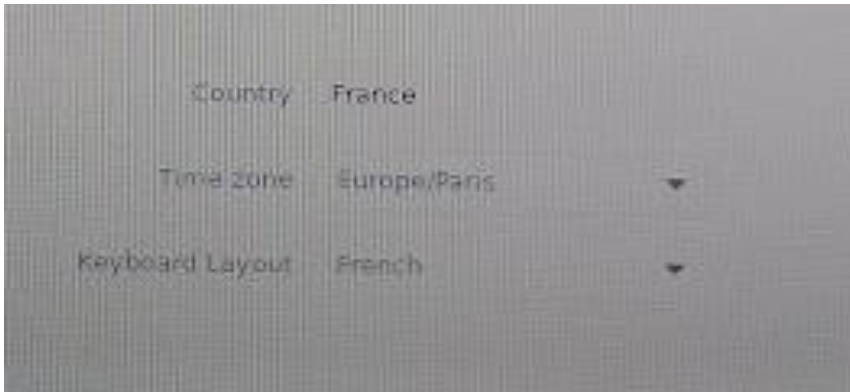 Country France
Time zone Europe/Paris
Keyboard Layout French